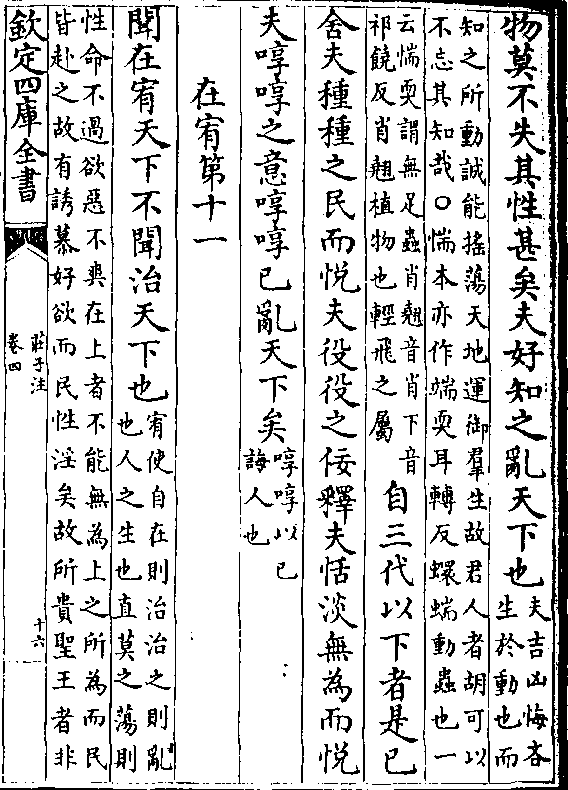 物莫不失其性甚矣夫好知之亂天下也夫吉凶悔吝
生於動也而
知之所動誠能搖蕩天地運御羣生故君人者胡可以
不忘其知哉○惴本亦作端耎耳轉反蠉蝡動蟲也一
云惴耎謂無足蟲肖翹音肖下音
祁饒反肖翹植物也輕飛之屬
自三代以下者是已
舍夫種種之民而悅夫役役之佞釋夫恬淡無為而悅
夫啍啍之意啍啍已亂天下矣啍啍以已
誨人也
在宥第十一
聞在宥天下不聞治天下也宥使自在則治治之則亂
也人之生也直莫之蕩則
性命不過欲惡不爽在上者不能無為上之所為而民
皆赴之故有誘慕好欲而民性淫矣故所貴聖王者非
欽定四庫全書
莊子注
卷四
十六